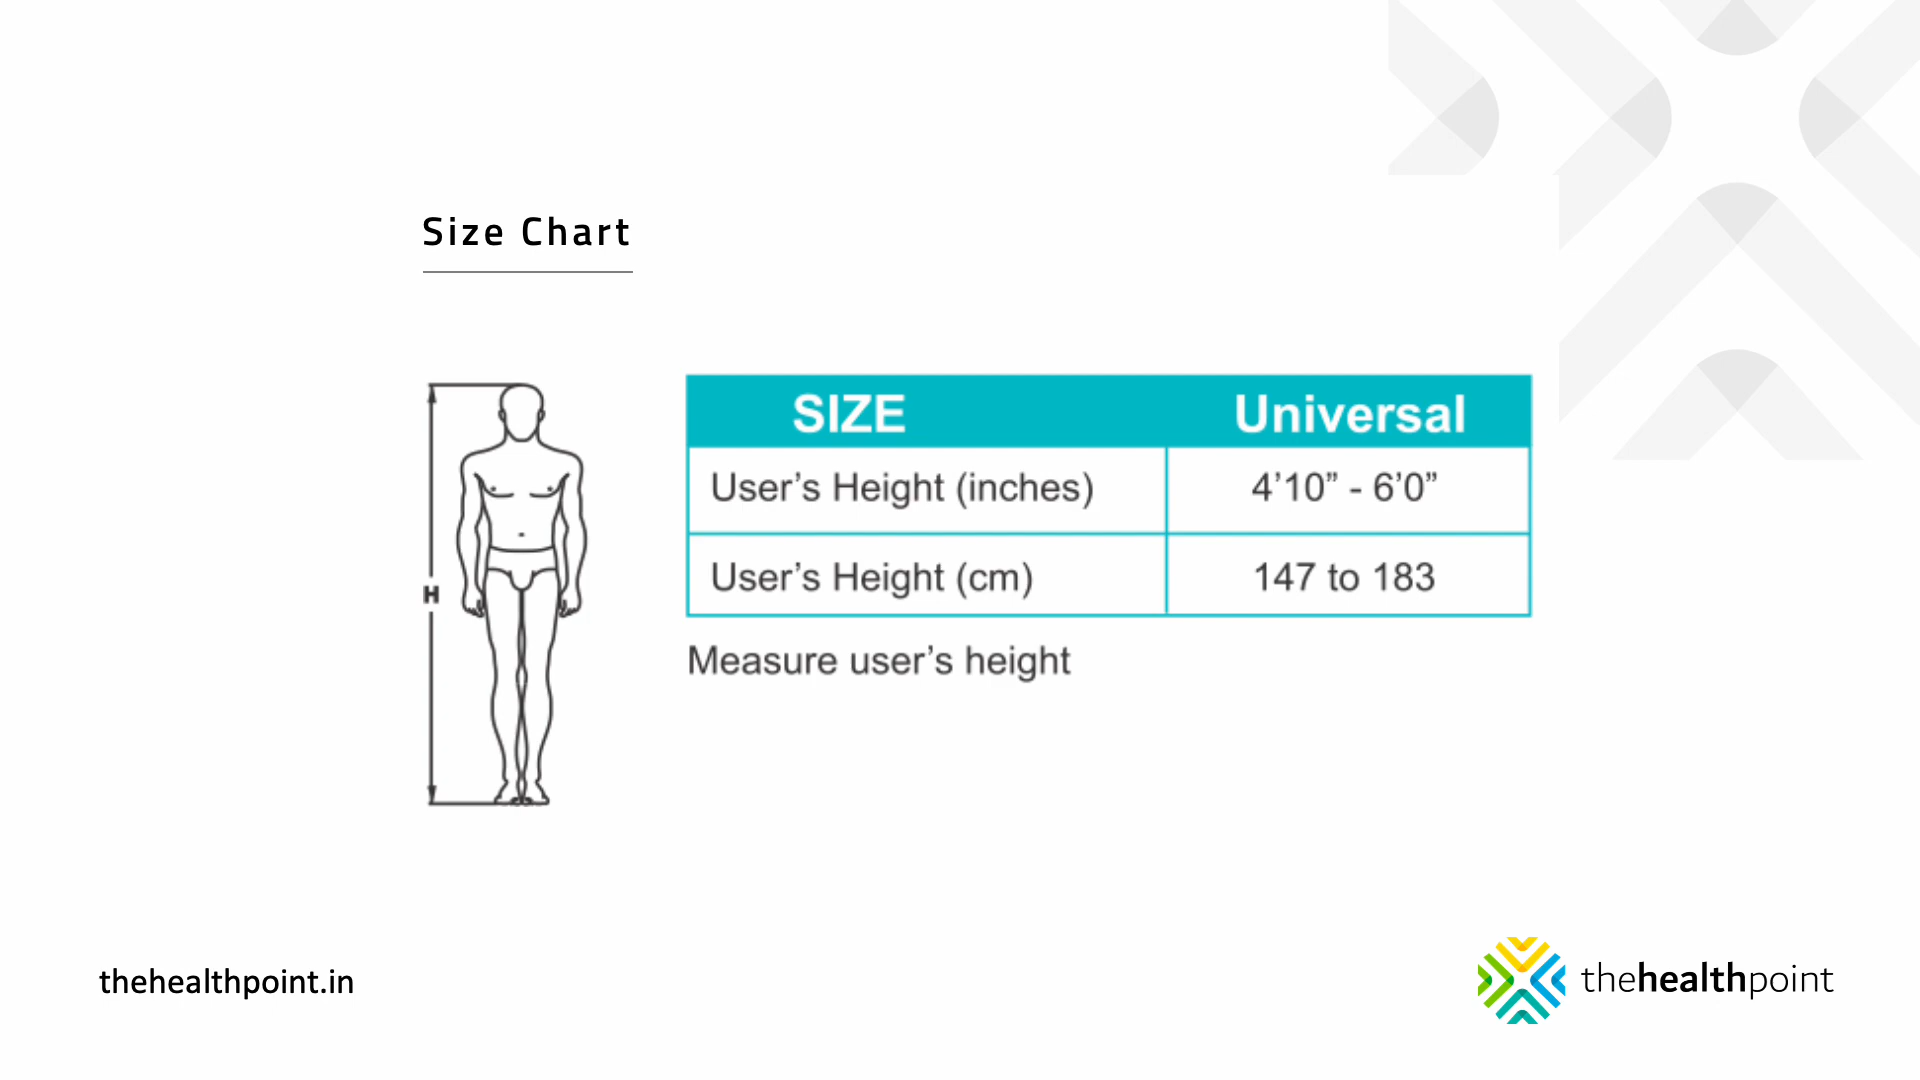 Size Chart
SIZE Universal
User’s Height (inches) 4’10” - 6’0”
User’s Height (cm) 147 to 183
H
Measure user’s height
thehealthpoint.in
thehealthpoint